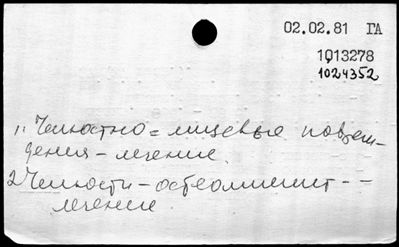 02.02.81 ГА
1013278
1024352
1, Челюстно=лицевые повреж-
дения – лечение.
2 Челюсти – остеомиелит --
лечение